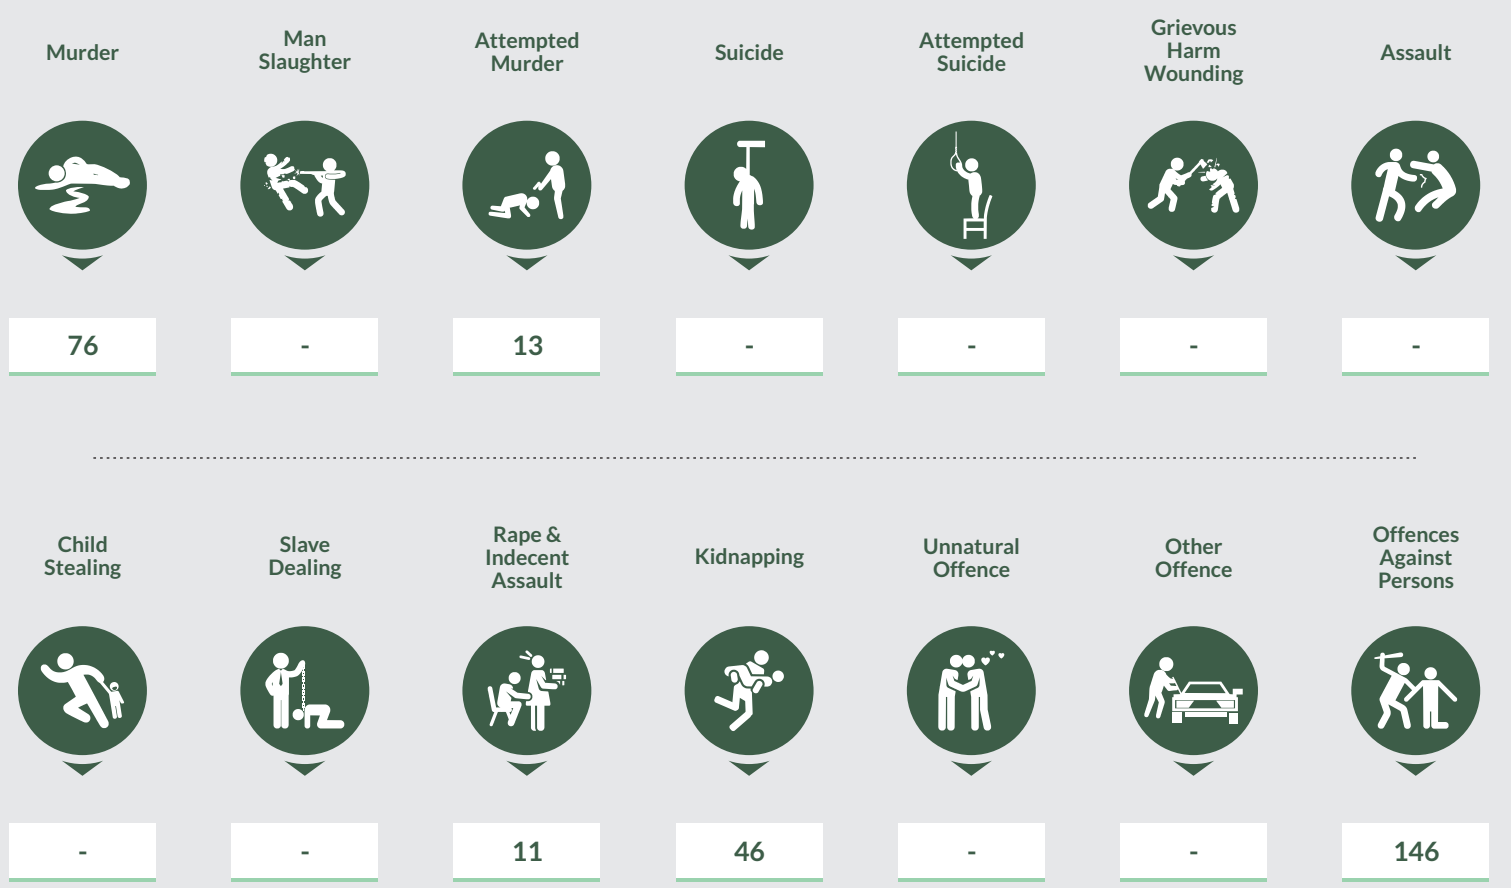 Murder
Man
Slaughter
Attempted
Murder
Suicide
Attempted
Suicide
Grievous
Harm
Wounding
Assault
76
-
13
-
-
-
-
Child
Stealing
Slave
Dealing
Rape &
Indecent
Assault
Kidnapping
Unnatural
Offence
Other
Offence
Offences
Against
Persons
-
-
11
46
-
-
146